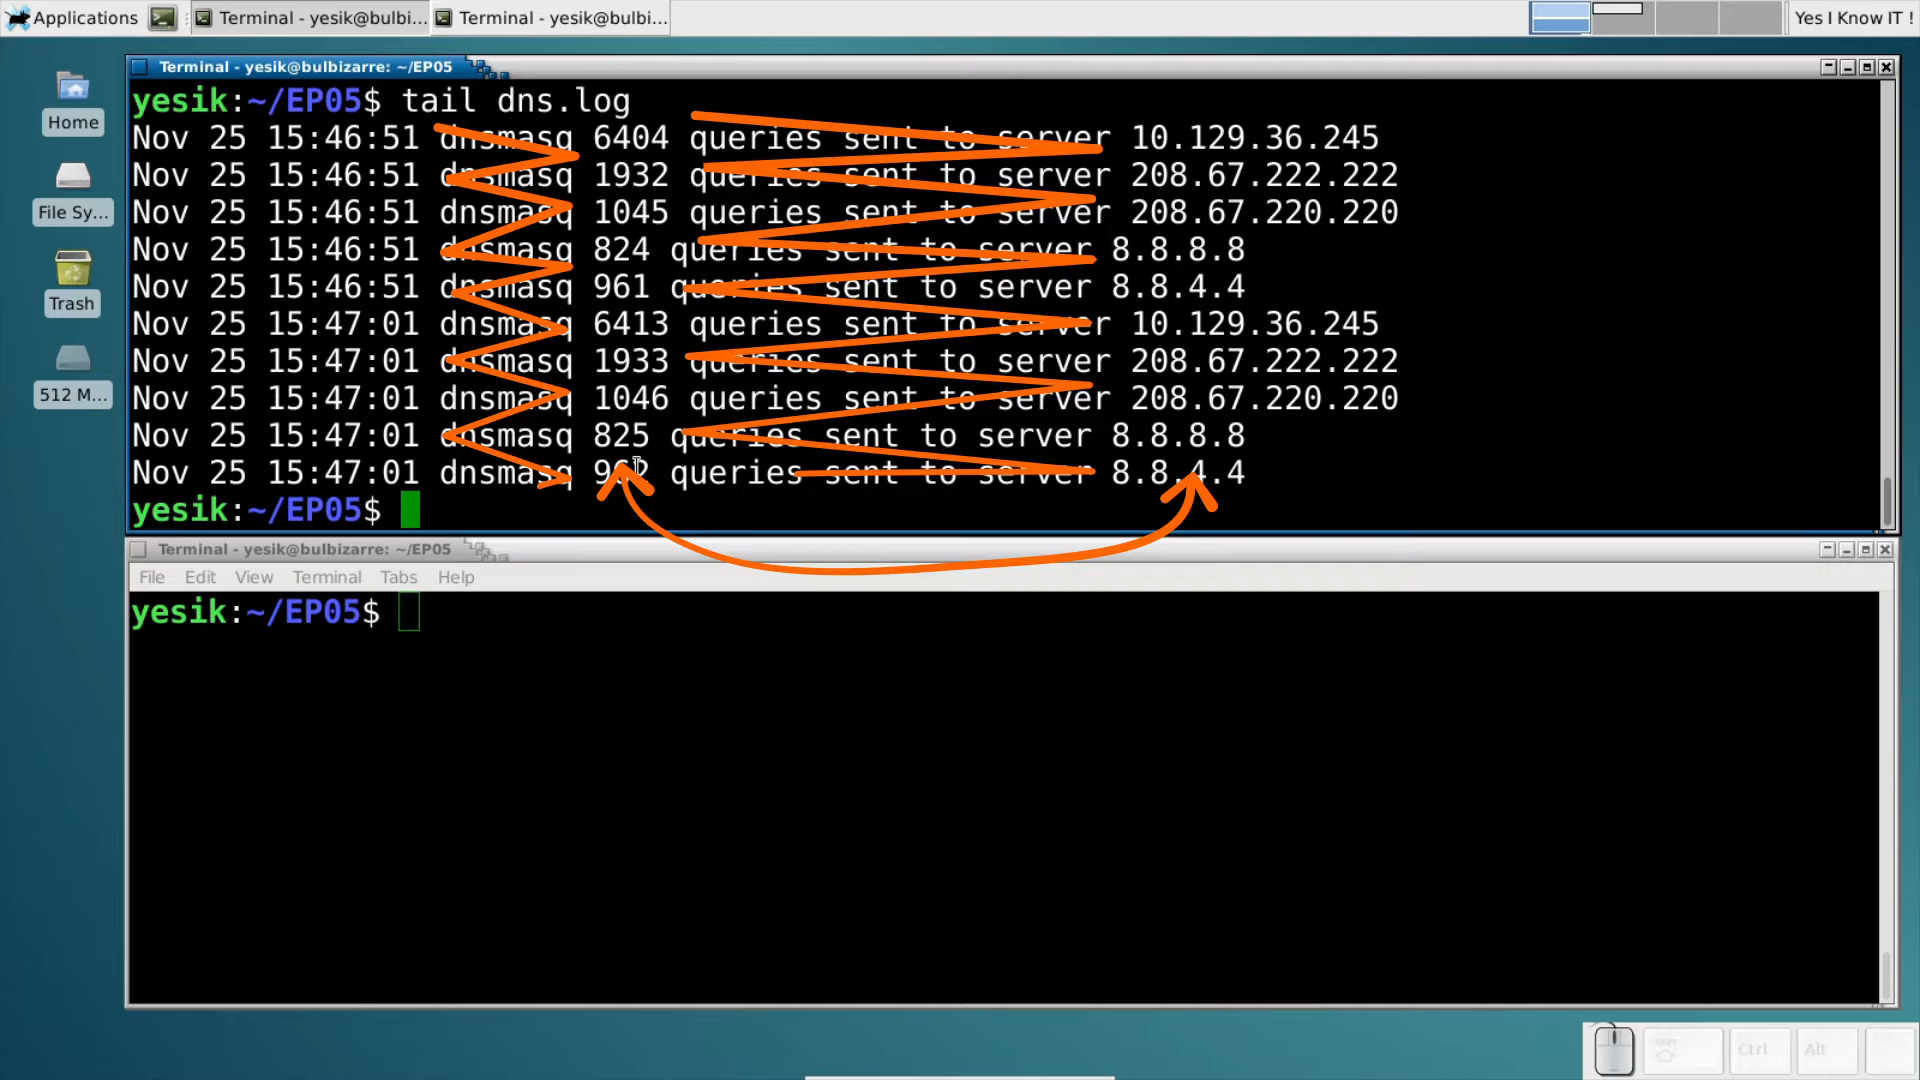 Applications
Terminal - yesik@bulbi...
Terminal - yesik@bulbi...
Yes I Know IT !
Home
File Sy...
Trash
512 M...
Terminal - yesik@bulbizarre: ~/EP05
yesik:~/EP05$ tail dns.log
Nov 25 15:46:51 dnsmasq 6404 queries sent to server 10.129.36.245
Nov 25 15:46:51 dnsmasq 1932 queries sent to server 208.67.222.222
Nov 25 15:46:51 dnsmasq 1045 queries sent to server 208.67.220.220
Nov 25 15:46:51 dnsmasq 824 queries sent to server 8.8.8.8
Nov 25 15:46:51 dnsmasq 961 queries sent to server 8.8.4.4
Nov 25 15:47:01 dnsmasq 6413 queries sent to server 10.129.36.245
Nov 25 15:47:01 dnsmasq 1933 queries sent to server 208.67.222.222
Nov 25 15:47:01 dnsmasq 1046 queries sent to server 208.67.220.220
Nov 25 15:47:01 dnsmasq 825 queries sent to server 8.8.8.8
Nov 25 15:47:01 dnsmasq 962 queries sent to server 8.8.4.4
yesik:~/EP05$
Terminal - yesik@bulbizarre: ~/EP05
File Edit View Terminal Tabs Help
yesik:~/EP05$
Ctrl
Alt